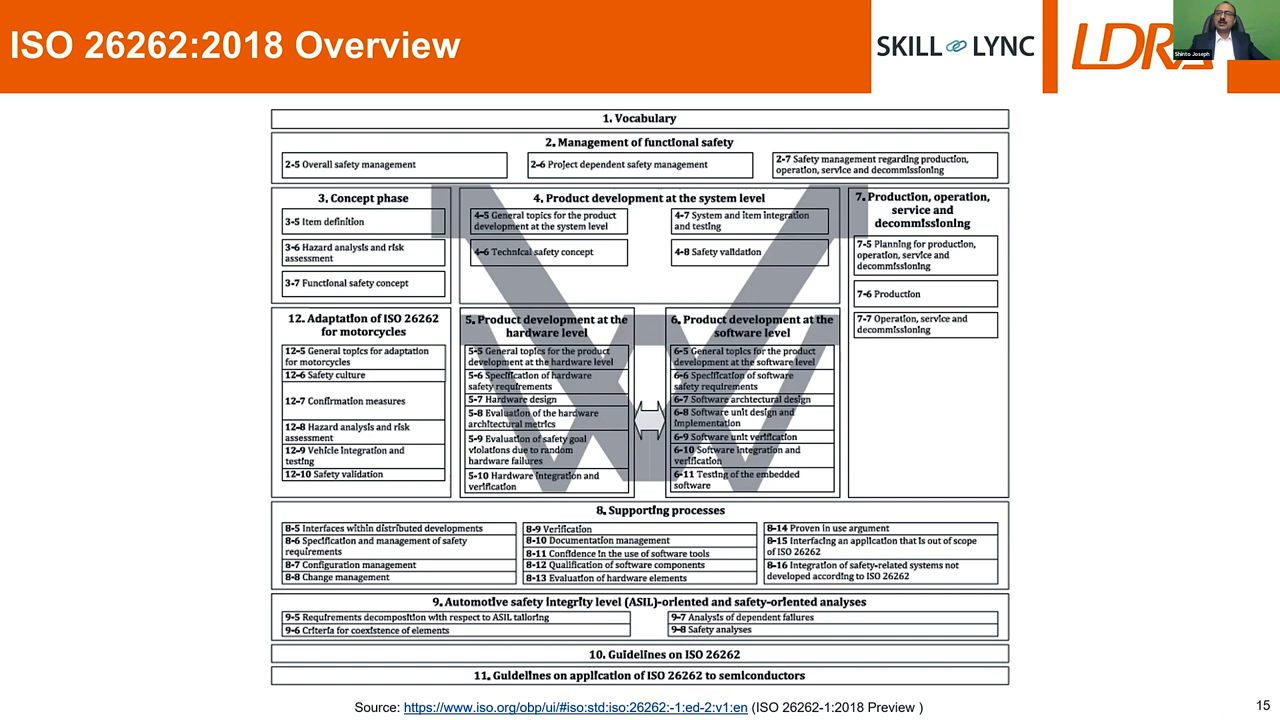 ISO 26262:2018 Overview
SKILL LYNC
LDRA
Shinto Joseph
1. Vocabulary
2. Management of functional safety
2-5 Overall safety management
2-6 Project dependent safety management
2-7 Safety management regarding production,
operation, service and decommissioning
3. Concept phase
3-5 Item definition
3-6 Hazard analysis and risk
assessment
3-7 Functional safety concept
4. Product development at the system level
4-5 General topics for the product
development at the system level
4-6 Technical safety concept
4-7 System and item integration
and testing
4-8 Safety validation
7. Production, operation,
service and
decommissioning
7-5 Planning for production,
operation, service and
decommissioning
7-6 Production
7-7 Operation, service and
decommissioning
12. Adaptation of ISO 26262
for motorcycles
12-5 General topics for adaptation
for motorcycles
12-6 Safety culture
12-7 Confirmation measures
12-8 Hazard analysis and risk
assessment
12-9 Vehicle integration and
testing
12-10 Safety validation
5. Product development at the
hardware level
5-5 General topics for the product
development at the hardware level
5-6 Specification of hardware
safety requirements
5-7 Hardware design
5-8 Evaluation of the hardware
architectural metrics
5-9 Evaluation of safety goal
violations due to random
hardware failures
5-10 Hardware integration and
verification
6. Product development at the
software level
6-5 General topics for the product
development at the software level
6-6 Specification of software
safety requirements
6-7 Software archtectural design
6-8 Software unit design and
implementation
6-9 Software unit verification
6-10 Software integration and
verification
6-11 Testing of the embedded
software
8. Supporting processes
8-5 Interfaces within distributed developments
8-6 Specification and management of safety
requirements
8-7 Configuration management
8-8 Change management
8-9 Verification
8-10 Documentation management
8-11 Confidence in the use of software tools
8-12 Qualification of software components
8-13 Evaluation of hardware elements
8-14 Proven in use argument
8-15 Interfacing an application that is out of scope
of ISO 26262
8-16 Integration of safety-related systems not
developed according to ISO 26262
9. Automotive safety integrity level (ASIL)-oriented and safety-oriented analyses
9-5 Requirements decomposition with respect to ASIL tailoring
9-6 Criteria for coexistence of elements
9-7 Analysis of dependent failures
9-8 Safety analyses
10. Guidelines on ISO 26262
11. Guidelines on application of ISO 26262 to semiconductors
Source: https://www.iso.org/obp/ui/#iso:std:iso:26262:-1:ed-2:v1:en (ISO 26262-1:2018 Preview )
15